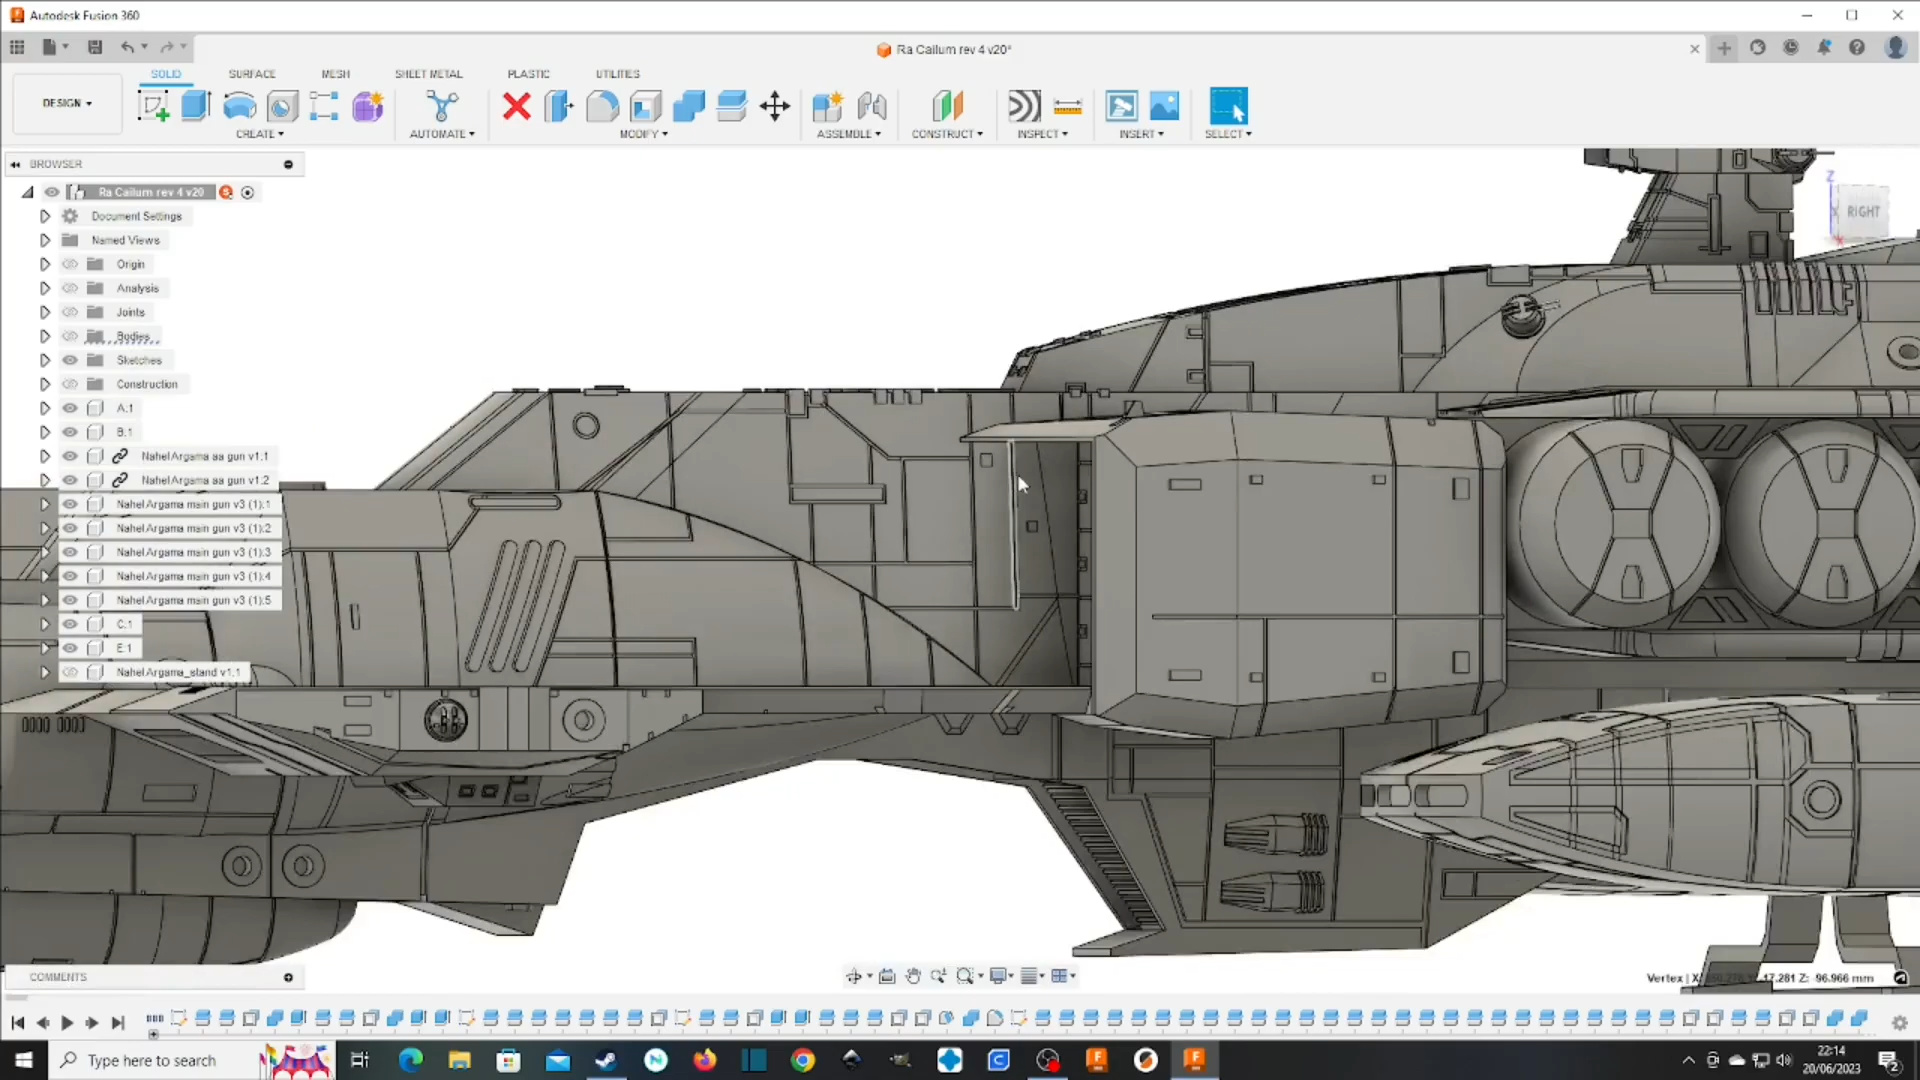 Autodesk Fusion 360
Ra Cailum rev 4 v20*
SOLID SURFACE MESH SHEET METAL PLASTIC UTILITIES
DESIGN
CREATE AUTOMATE MODIFY ASSEMBLE CONSTRUCT INSPECT INSERT SELECT
BROWSER
Ra Cailum rev 4 v20
Document Settings
Named Views
Origin
Analysis
Joints
Bodies
Sketches
Construction
A:1
B:1
Nahel Argama aa gun v1:1
Nahel Argama aa gun v1:2
Nahel Argama main gun v3 (1):1
Nahel Argama main gun v3 (1):2
Nahel Argama main gun v3 (1):3
Nahel Argama main gun v3 (1):4
Nahel Argama main gun v3 (1):5
C:1
E:1
Nahel Argama_stand v1:1
Z
RIGHT
COMMENTS
Vertex | X: 17.281 Z: -96.966 mm
Type here to search
22:14
20/06/2023
2